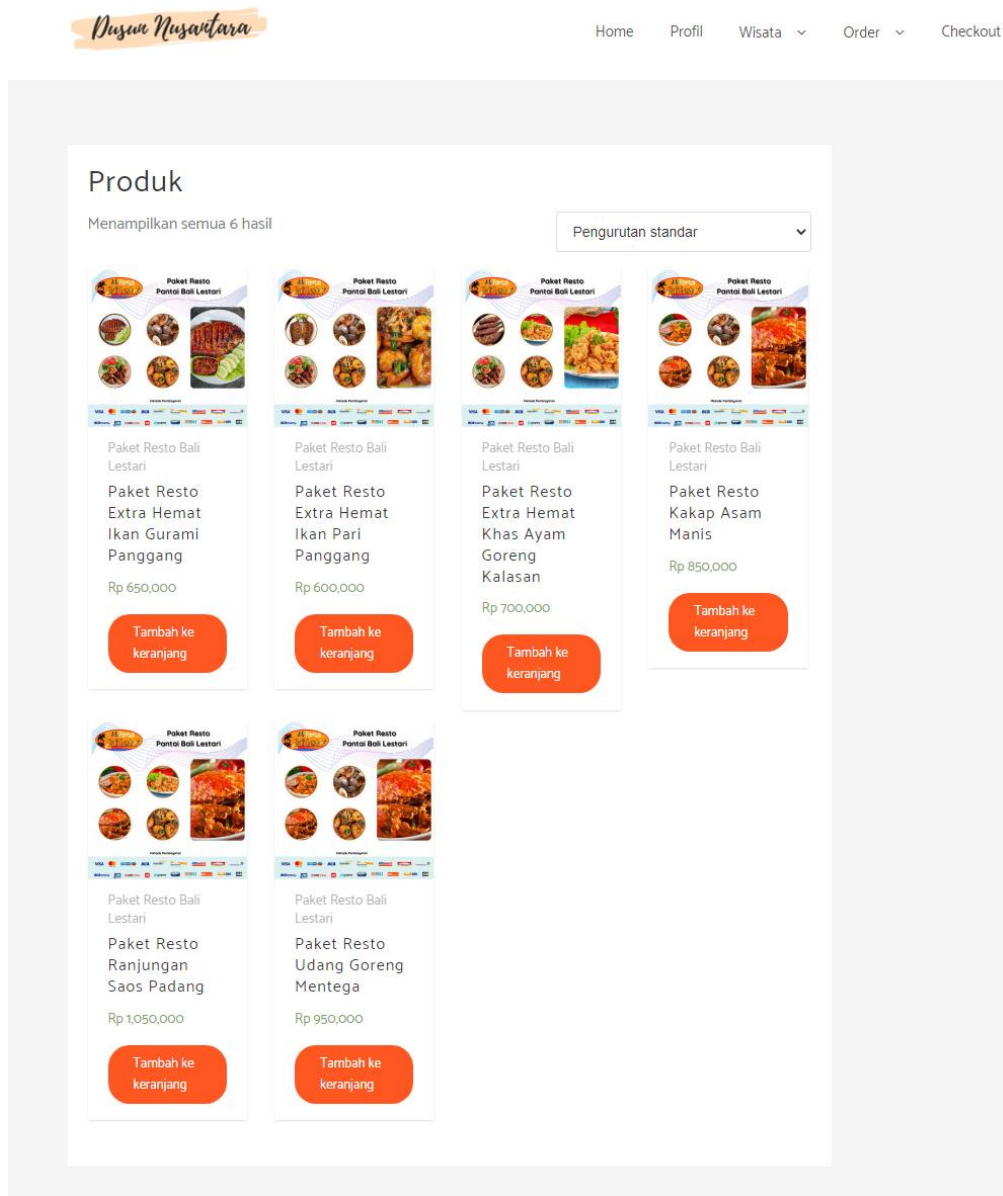 Dusun Nusantara
Home Profil Wisata Order Checkout
Produk
Menampilkan semua 6 hasil
Pengurutan standar
Paket Resto
Pantai Bali Lestari
Paket Resto Bali
Lestari
Paket Resto
Extra Hemat
Ikan Gurami
Panggang
Rp 650,000
Tambah ke
keranjang
Paket Resto
Pantai Bali Lestari
Paket Resto Bali
Lestari
Paket Resto
Extra Hemat
Ikan Pari
Panggang
Rp 600,000
Tambah ke
keranjang
Paket Resto
Pantai Bali Lestari
Paket Resto Bali
Lestari
Paket Resto
Extra Hemat
Khas Ayam
Goreng
Kalasan
Rp 700,000
Tambah ke
keranjang
Paket Resto
Pantai Bali Lestari
Paket Resto Bali
Lestari
Paket Resto
Kakap Asam
Manis
Rp 850,000
Tambah ke
keranjang
Paket Resto
Pantai Bali Lestari
Paket Resto Bali
Lestari
Paket Resto
Ranjungan
Saos Padang
Rp 1,050,000
Tambah ke
keranjang
Paket Resto
Pantai Bali Lestari
Paket Resto Bali
Lestari
Paket Resto
Udang Goreng
Mentega
Rp 950,000
Tambah ke
keranjang